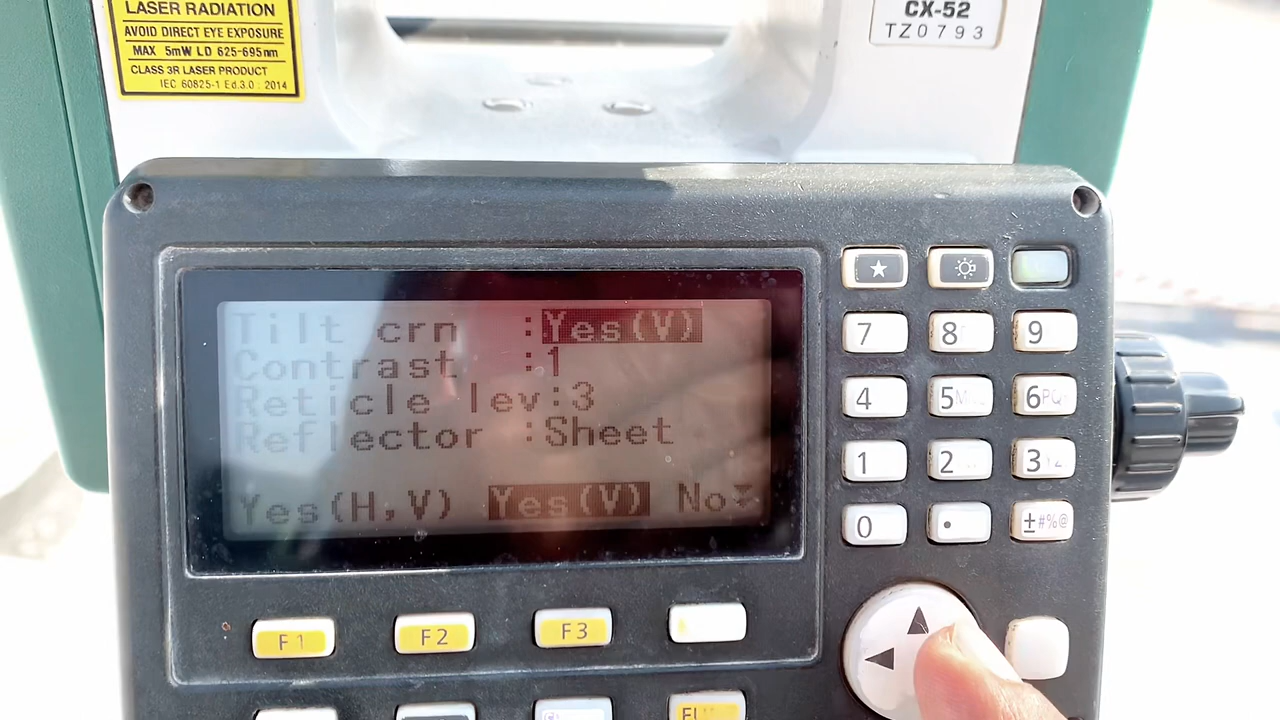 LASER RADIATION
AVOID DIRECT EYE EXPOSURE
MAX 5mW LD 625-695nm
CLASS 3R LASER PRODUCT
IEC 60825-1 Ed.3.0 : 2014
CX-52
TZ0793
Tilt crn :Yes(V)
Contrast :1
Reticle lev:3
Reflector :Sheet
Yes(H,V) Yes(V) No
7 8 9
4 5 6
1 2 3
0 . ±#%@
F1 F2 F3